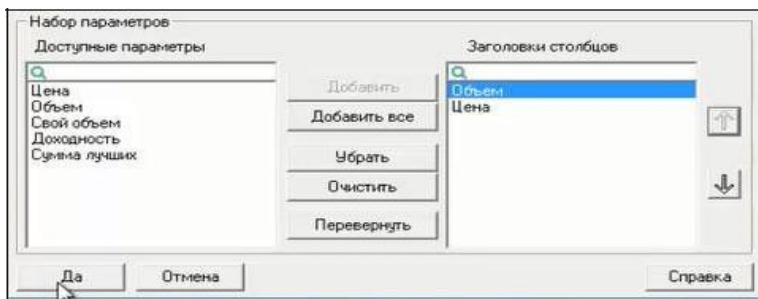 Набор параметров
Доступные параметры
Заголовки столбцов
Цена
Объем
Свой объем
Доходность
Сумма лучших
Добавить
Добавить все
Убрать
Очистить
Перевернуть
Объем
Цена
Да
Отмена
Справка